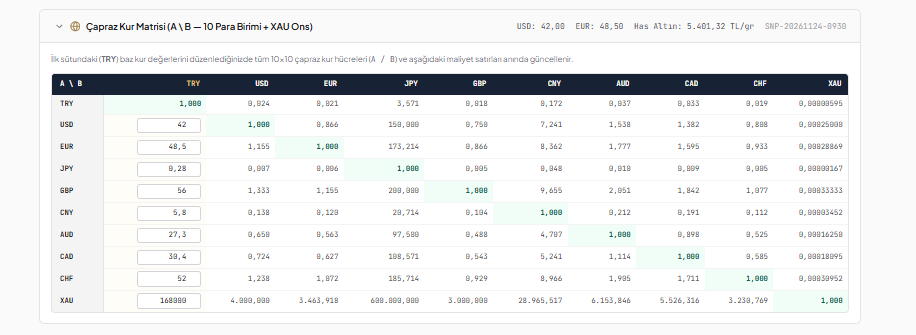 Çapraz Kur Matrisi (A \ B — 10 Para Birimi + XAU Ons) USD: 42,00 EUR: 48,50 Has Altın: 5.401,32 TL/gr SNP-20261124-0930
İlk sütundaki (TRY) baz kur değerlerini düzenlediğinizde tüm 10×10 çapraz kur hücreleri (A / B) ve aşağıdaki maliyet satırları anında güncellenir.
A \ B TRY USD EUR JPY GBP CNY AUD CAD CHF XAU
TRY 1,000 0,024 0,021 3,571 0,018 0,172 0,037 0,033 0,019 0,00000595
USD 42 1,000 0,866 150,000 0,750 7,241 1,538 1,382 0,808 0,00025000
EUR 48,5 1,155 1,000 173,214 0,866 8,362 1,777 1,595 0,933 0,00028869
JPY 0,28 0,007 0,006 1,000 0,005 0,048 0,010 0,009 0,005 0,00000167
GBP 56 1,333 1,155 200,000 1,000 9,655 2,051 1,842 1,077 0,00033333
CNY 5,8 0,138 0,120 20,714 0,104 1,000 0,212 0,191 0,112 0,00003452
AUD 27,3 0,650 0,563 97,500 0,488 4,707 1,000 0,898 0,525 0,00016250
CAD 30,4 0,724 0,627 108,571 0,543 5,241 1,114 1,000 0,585 0,00018095
CHF 52 1,238 1,072 185,714 0,929 8,966 1,905 1,711 1,000 0,00030952
XAU 168000 4.000,000 3.463,918 600.000,000 3.000,000 28.965,517 6.153,846 5.526,316 3.230,769 1,000